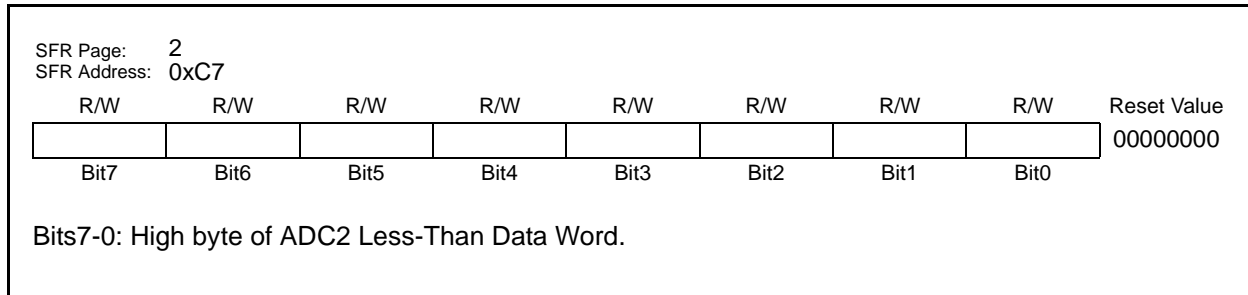 SFR Page: 2
SFR Address: 0xC7
R/W R/W R/W R/W R/W R/W R/W R/W Reset Value
00000000
Bit7 Bit6 Bit5 Bit4 Bit3 Bit2 Bit1 Bit0
Bits7-0: High byte of ADC2 Less-Than Data Word.